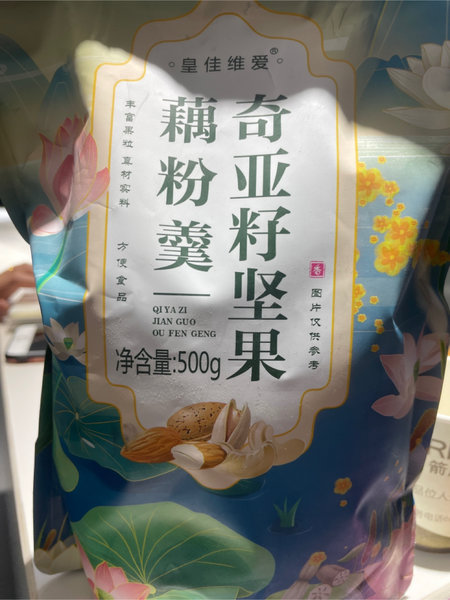 皇佳维爱®
奇亚籽坚果
藕粉羹
丰富果粒 真材实料
方便食品
QI YA ZI
JIAN GUO
OU FEN GENG
净含量:500g
图片仅供参考
箭